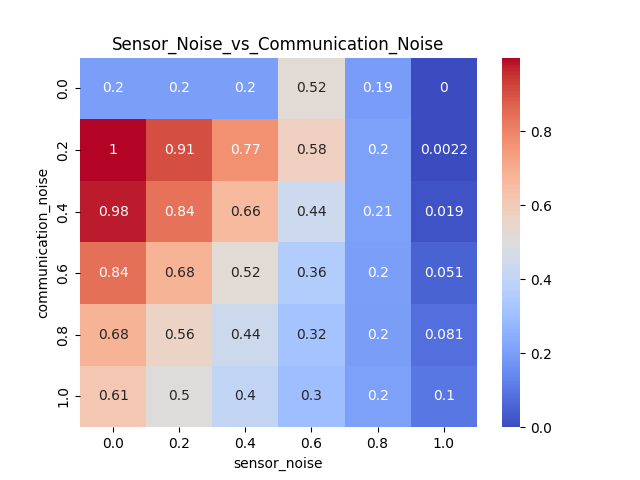 Sensor_Noise_vs_Communication_Noise
communication_noise
0.0 0.2 0.2 0.2 0.52 0.19 0
0.2 1 0.91 0.77 0.58 0.2 0.0022
0.4 0.98 0.84 0.66 0.44 0.21 0.019
0.6 0.84 0.68 0.52 0.36 0.2 0.051
0.8 0.68 0.56 0.44 0.32 0.2 0.081
1.0 0.61 0.5 0.4 0.3 0.2 0.1
0.0 0.2 0.4 0.6 0.8 1.0
sensor_noise
0.8
0.6
0.4
0.2
0.0